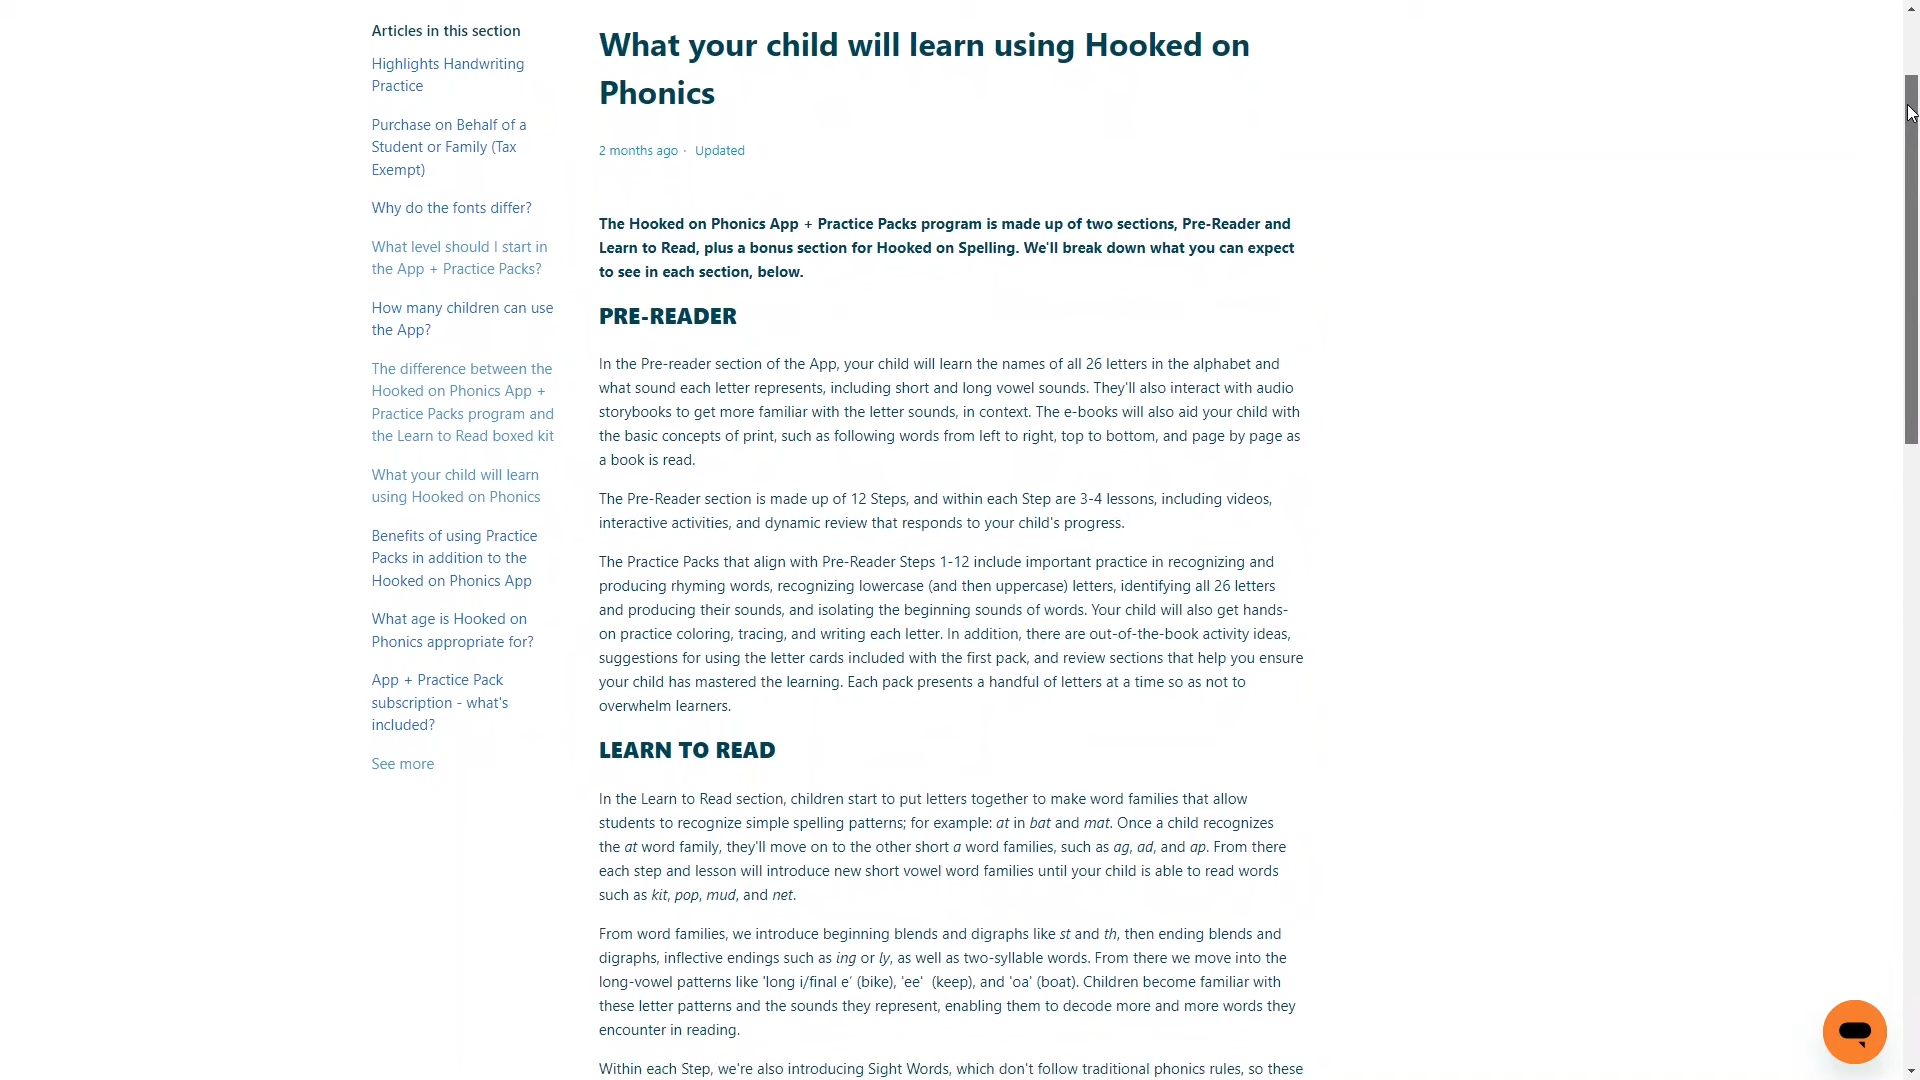 Articles in this section
Highlights Handwriting
Practice
Purchase on Behalf of a
Student or Family (Tax
Exempt)
Why do the fonts differ?
What level should I start in
the App + Practice Packs?
How many children can use
the App?
The difference between the
Hooked on Phonics App +
Practice Packs program and
the Learn to Read boxed kit
What your child will learn
using Hooked on Phonics
Benefits of using Practice
Packs in addition to the
Hooked on Phonics App
What age is Hooked on
Phonics appropriate for?
App + Practice Pack
subscription - what's
included?
See more
What your child will learn using Hooked on
Phonics
2 months ago · Updated
The Hooked on Phonics App + Practice Packs program is made up of two sections, Pre-Reader and
Learn to Read, plus a bonus section for Hooked on Spelling. We'll break down what you can expect
to see in each section, below.
PRE-READER
In the Pre-reader section of the App, your child will learn the names of all 26 letters in the alphabet and
what sound each letter represents, including short and long vowel sounds. They'll also interact with audio
storybooks to get more familiar with the letter sounds, in context. The e-books will also aid your child with
the basic concepts of print, such as following words from left to right, top to bottom, and page by page as
a book is read.
The Pre-Reader section is made up of 12 Steps, and within each Step are 3-4 lessons, including videos,
interactive activities, and dynamic review that responds to your child's progress.
The Practice Packs that align with Pre-Reader Steps 1-12 include important practice in recognizing and
producing rhyming words, recognizing lowercase (and then uppercase) letters, identifying all 26 letters
and producing their sounds, and isolating the beginning sounds of words. Your child will also get hands-
on practice coloring, tracing, and writing each letter. In addition, there are out-of-the-book activity ideas,
suggestions for using the letter cards included with the first pack, and review sections that help you ensure
your child has mastered the learning. Each pack presents a handful of letters at a time so as not to
overwhelm learners.
LEARN TO READ
In the Learn to Read section, children start to put letters together to make word families that allow
students to recognize simple spelling patterns; for example: at in bat and mat. Once a child recognizes
the at word family, they'll move on to the other short a word families, such as ag, ad, and ap. From there
each step and lesson will introduce new short vowel word families until your child is able to read words
such as kit, pop, mud, and net.
From word families, we introduce beginning blends and digraphs like st and th, then ending blends and
digraphs, inflective endings such as ing or ly, as well as two-syllable words. From there we move into the
long-vowel patterns like 'long i/final e' (bike), 'ee'  (keep), and 'oa' (boat). Children become familiar with
these letter patterns and the sounds they represent, enabling them to decode more and more words they
encounter in reading.
Within each Step, we're also introducing Sight Words, which don't follow traditional phonics rules, so these